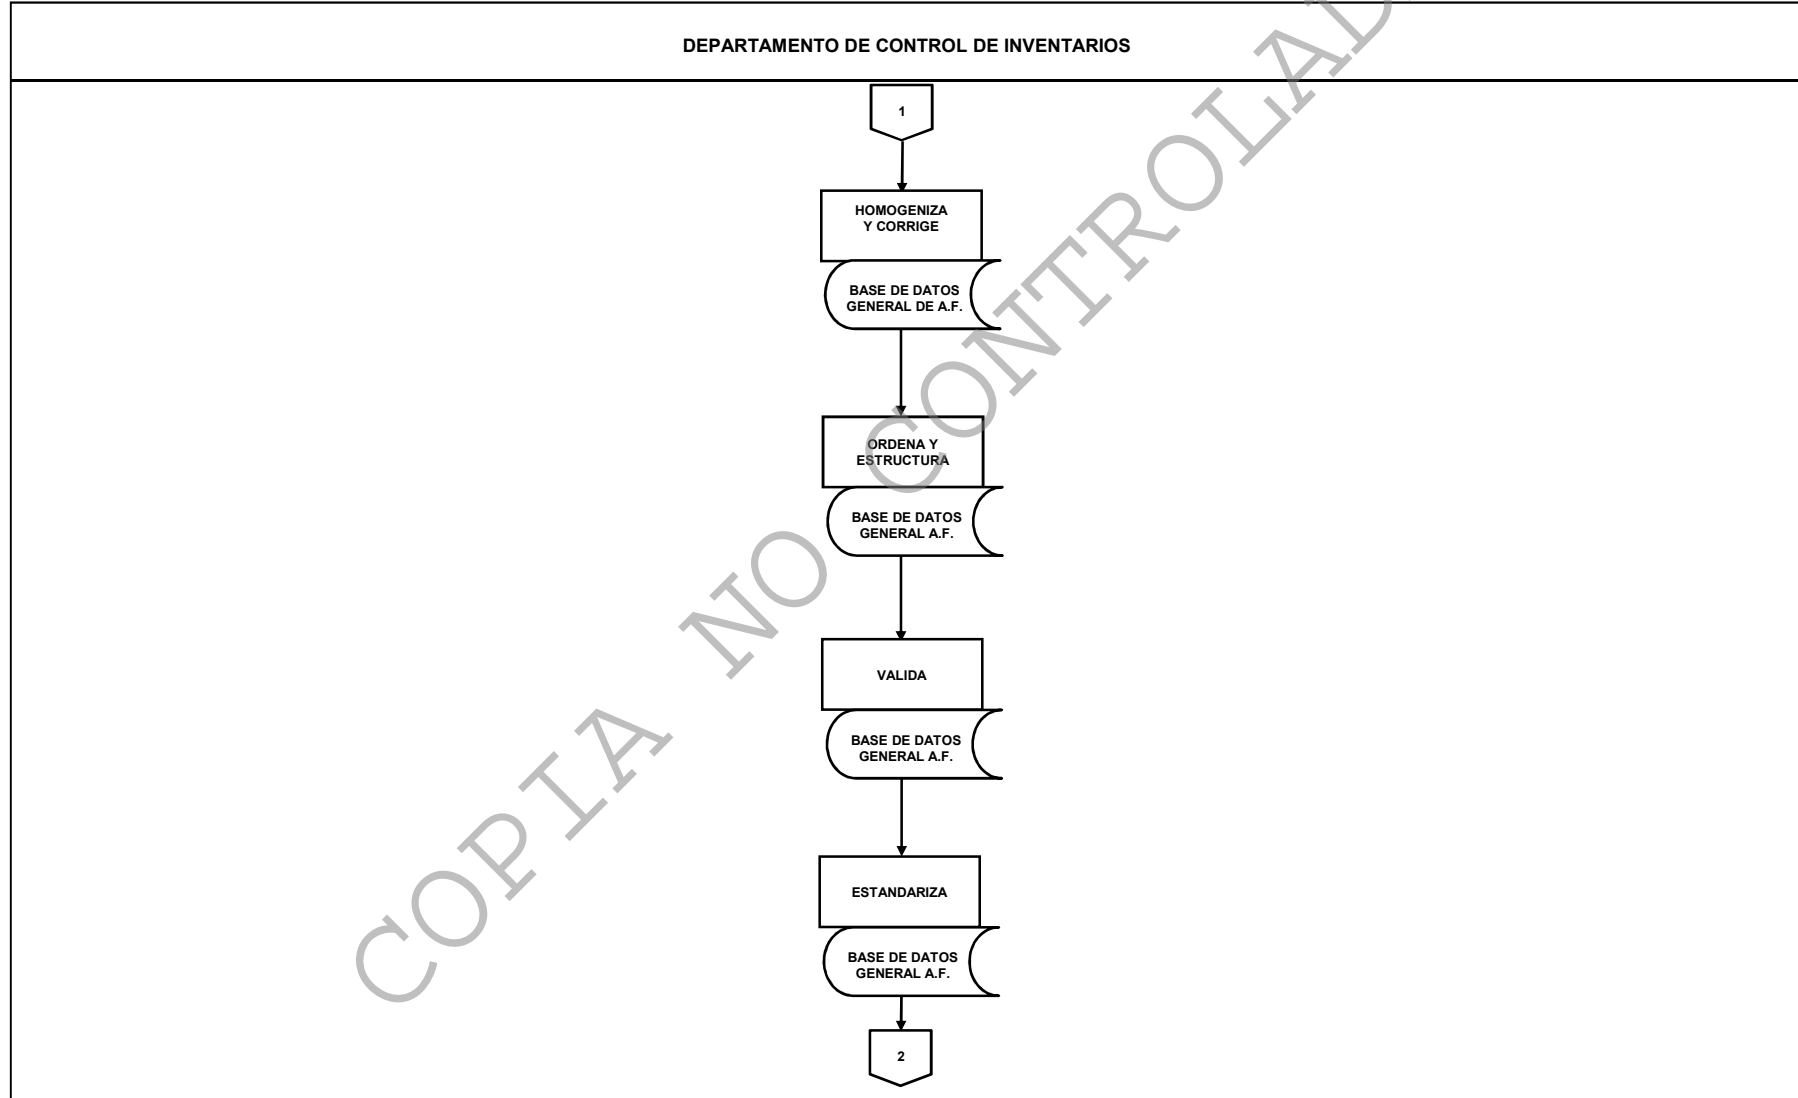 DEPARTAMENTO DE CONTROL DE INVENTARIOS
1
HOMOGENIZA
Y CORRIGE
BASE DE DATOS
GENERAL DE A.F.
ORDENA Y
ESTRUCTURA
BASE DE DATOS
GENERAL A.F.
VALIDA
BASE DE DATOS
GENERAL A.F.
ESTANDARIZA
BASE DE DATOS
GENERAL A.F.
2
COPIA NO CONTROLAD